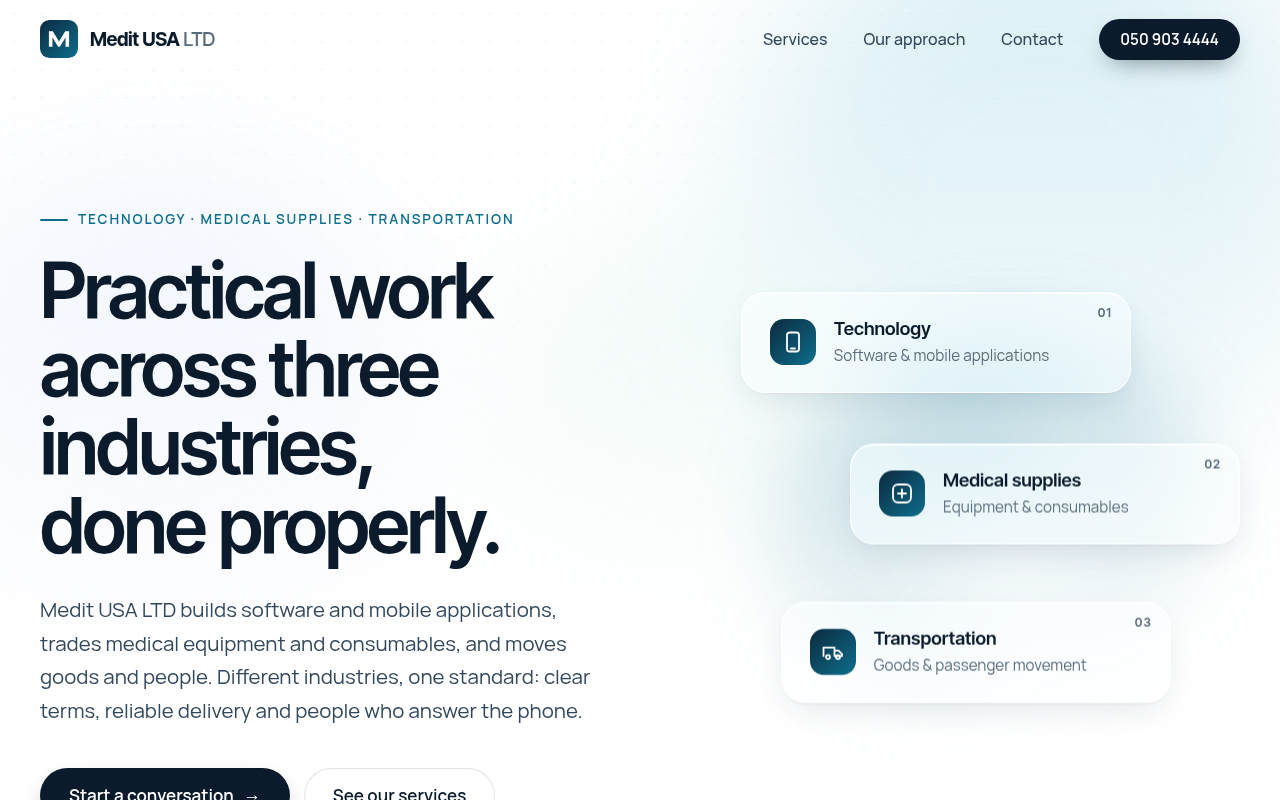 M Medit USA LTD
Services
Our approach
Contact
050 903 4444
TECHNOLOGY · MEDICAL SUPPLIES · TRANSPORTATION
Practical work
across three
industries,
done properly.
Medit USA LTD builds software and mobile applications,
trades medical equipment and consumables, and moves
goods and people. Different industries, one standard: clear
terms, reliable delivery and people who answer the phone.
Start a conversation →
See our services
01
Technology
Software & mobile applications
02
Medical supplies
Equipment & consumables
03
Transportation
Goods & passenger movement